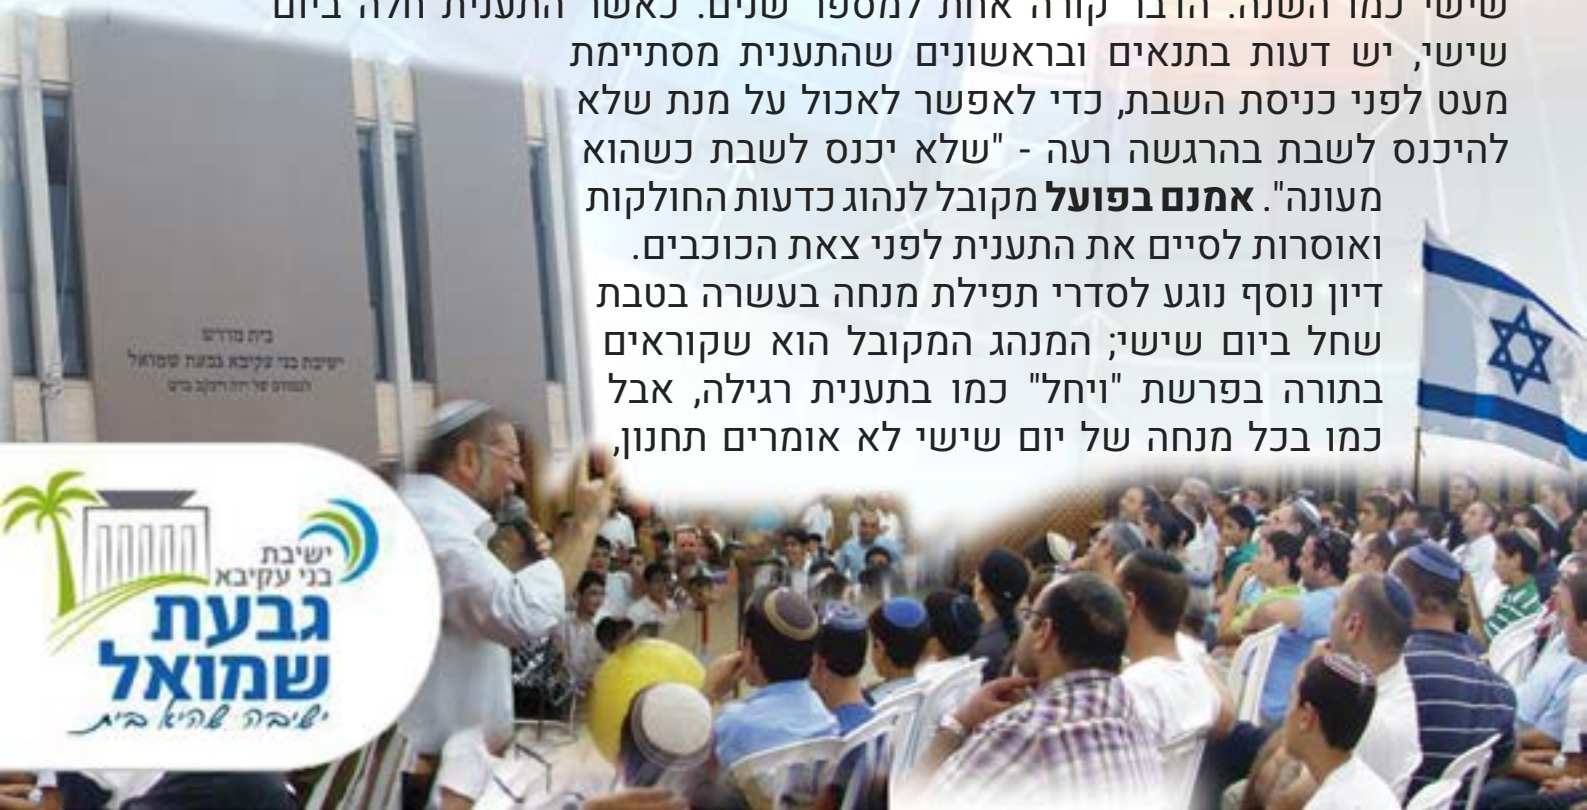 שישי כמו השנה. הדבר קורה אחת למספר שנים. כאשר התענית חלה ביום
שישי, יש דעות בתנאים ובראשונים שהתענית מסתיימת
מעט לפני כניסת השבת, כדי לאפשר לאכול על מנת שלא
להיכנס לשבת בהרגשה רעה - "שלא יכנס לשבת כשהוא
מעונה". אמנם בפועל מקובל לנהוג כדעות החולקות
ואוסרות לסיים את התענית לפני צאת הכוכבים.
דיון נוסף נוגע לסדרי תפילת מנחה בעשרה בטבת
שחל ביום שישי; המנהג המקובל הוא שקוראים
בתורה בפרשת "ויחל" כמו בתענית רגילה, אבל
כמו בכל מנחה של יום שישי לא אומרים תחנון,
בית מדרש
ישיבת בני עקיבא גבעת שמואל
ישיבת
בני עקיבא
גבעת
שמואל
ישיבה שהיא בית